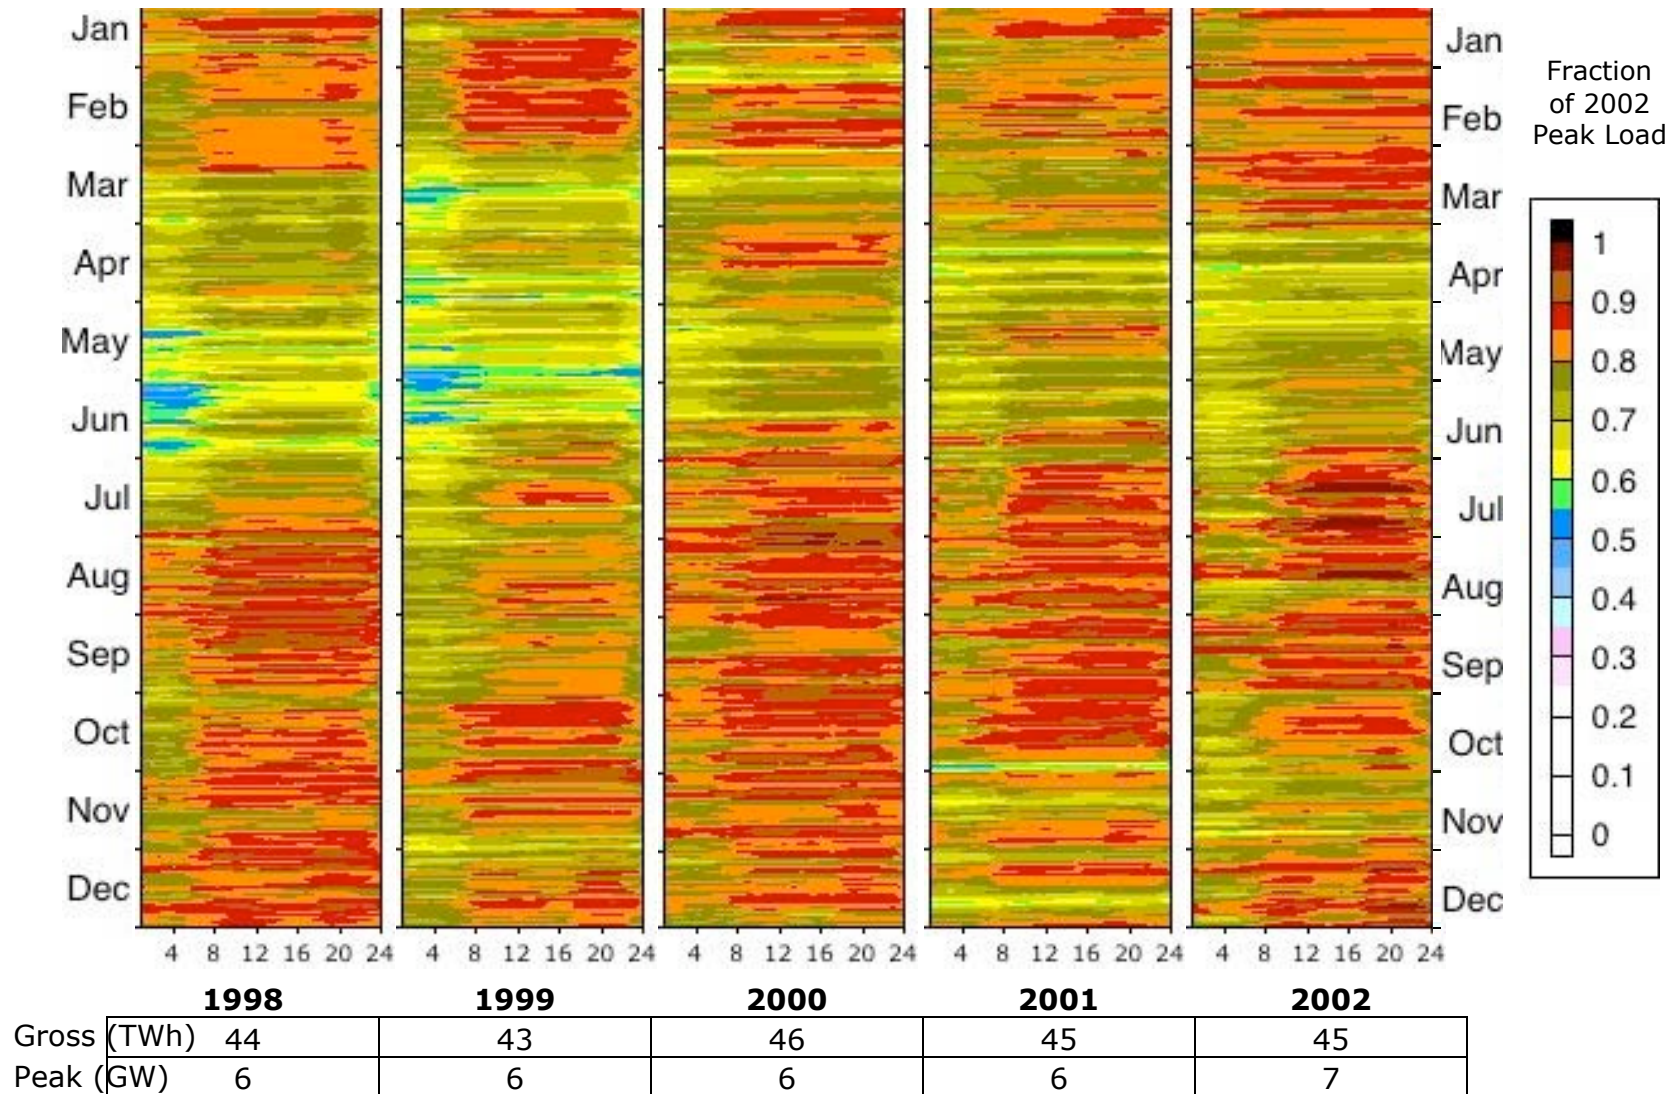 Jan
Feb
Mar
Apr
May
Jun
Jul
Aug
Sep
Oct
Nov
Dec
Jan
Feb
Mar
Apr
May
Jun
Jul
Aug
Sep
Oct
Nov
Dec
Fraction
of 2002
Peak Load
1
0.9
0.8
0.7
0.6
0.5
0.4
0.3
0.2
0.1
0
4 8 12 16 20 24 4 8 12 16 20 24 4 8 12 16 20 24 4 8 12 16 20 24 4 8 12 16 20 24
1998 1999 2000 2001 2002
Gross (TWh) 44 43 46 45 45
Peak (GW) 6 6 6 6 7